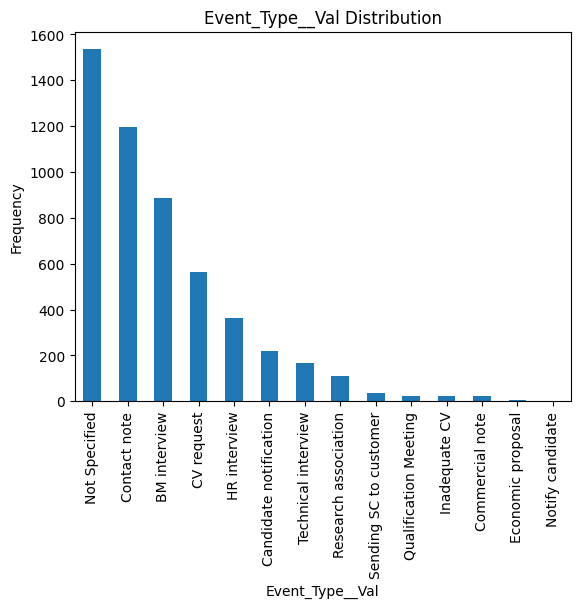 Event_Type__Val Distribution
1600
1400
1200
1000
800
600
400
200
0
Frequency
Not Specified
Contact note
BM interview
CV request
HR interview
Candidate notification
Technical interview
Research association
Sending SC to customer
Qualification Meeting
Inadequate CV
Commercial note
Economic proposal
Notify candidate
Event_Type__Val